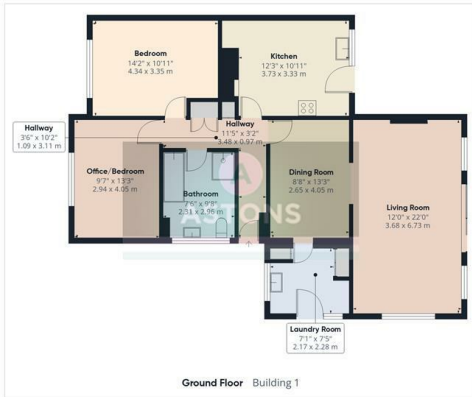 Bedroom
14'2" x 10'11"
4.34 x 3.35 m
Kitchen
12'3" x 10'11"
3.73 x 3.33 m
Hallway
3'6" x 10'2"
1.09 x 3.11 m
Hallway
11'5" x 3'2"
3.48 x 0.97 m
Office/Bedroom
9'7" x 13'3"
2.94 x 4.05 m
Bathroom
7'6" x 9'8"
2.31 x 2.96 m
Dining Room
8'8" x 13'3"
2.65 x 4.05 m
Living Room
12'0" x 22'0"
3.68 x 6.73 m
A
ASTONS
Laundry Room
7'1" x 7'5"
2.17 x 2.28 m
Ground Floor Building 1